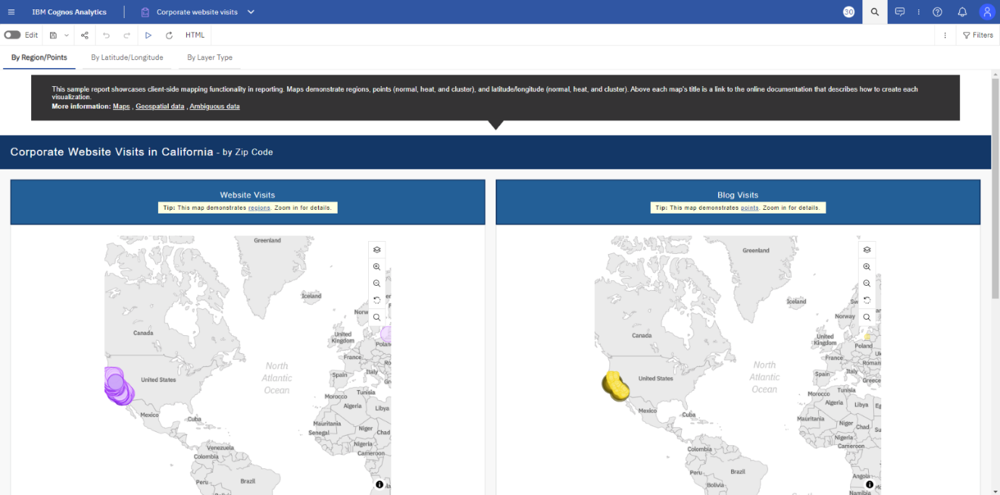 IBM Cognos Analytics
Corporate website visits
30
Edit
HTML
Filters
By Region/Points
By Latitude/Longitude
By Layer Type
This sample report showcases client-side mapping functionality in reporting. Maps demonstrate regions, points (normal, heat, and cluster), and latitude/longitude (normal, heat, and cluster). Above each map's title is a link to the online documentation that describes how to create each
visualization.
More information: Maps , Geospatial data , Ambiguous data
Corporate Website Visits in California - by Zip Code
Website Visits
Tip: This map demonstrates regions. Zoom in for details.
Greenland
Iceland
Norw
Canada
United
Kingdom
Poland
France
Ro
United States
North
Atlantic
Ocean
Spain
Italy
Gr
Tunisia
Morocco
Algeria
Libya
Mexico
Cuba
Mauritania
Niger
Chad
Senegal
Nigeria
Venezuela
Cameroon
Colombia
Peru
Brazil
Bolivia
Blog Visits
Tip: This map demonstrates points. Zoom in for details.
Greenland
Iceland
Sw
Norway
Canada
United
Kingdom
Poland
Uk
France
Roman
United States
North
Atlantic
Ocean
Spain
Italy
Greece
Morocco
Tunisia
Algeria
Libya
Eg
Mexico
Cuba
Mauritania
Niger
Chad
Su
Nigeria
Cameroon
Colombia
Peru
Brazil
Angola
Bolivia
Namibia